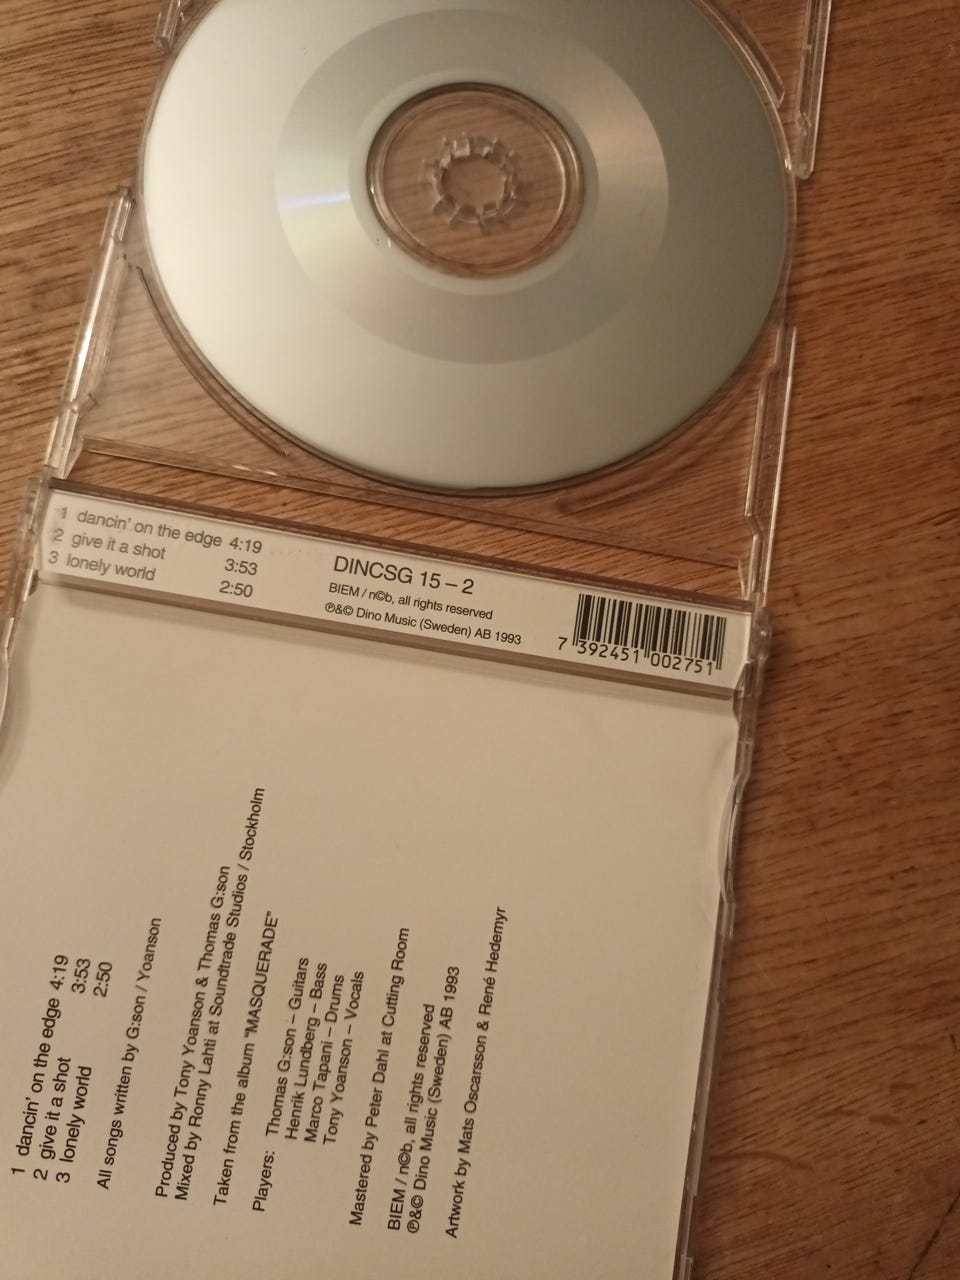 1 dancin' on the edge 4:19
2 give it a shot 3:53
3 lonely world 2:50
DINCSG 15 – 2
BIEM / n©b, all rights reserved
℗&© Dino Music (Sweden) AB 1993
7 392451 002751
1 dancin' on the edge 4:19
2 give it a shot 3:53
3 lonely world 2:50
All songs written by G:son / Yoanson
Produced by Tony Yoanson & Thomas G:son
Mixed by Ronny Lahti at Soundtrade Studios / Stockholm
Taken from the album "MASQUERADE"
Players: Thomas G:son – Guitars
Henrik Lundberg – Bass
Marco Tapani – Drums
Tony Yoanson – Vocals
Mastered by Peter Dahl at Cutting Room
BIEM / n©b, all rights reserved
℗&© Dino Music (Sweden) AB 1993
Artwork by Mats Oscarsson & René Hedemyr